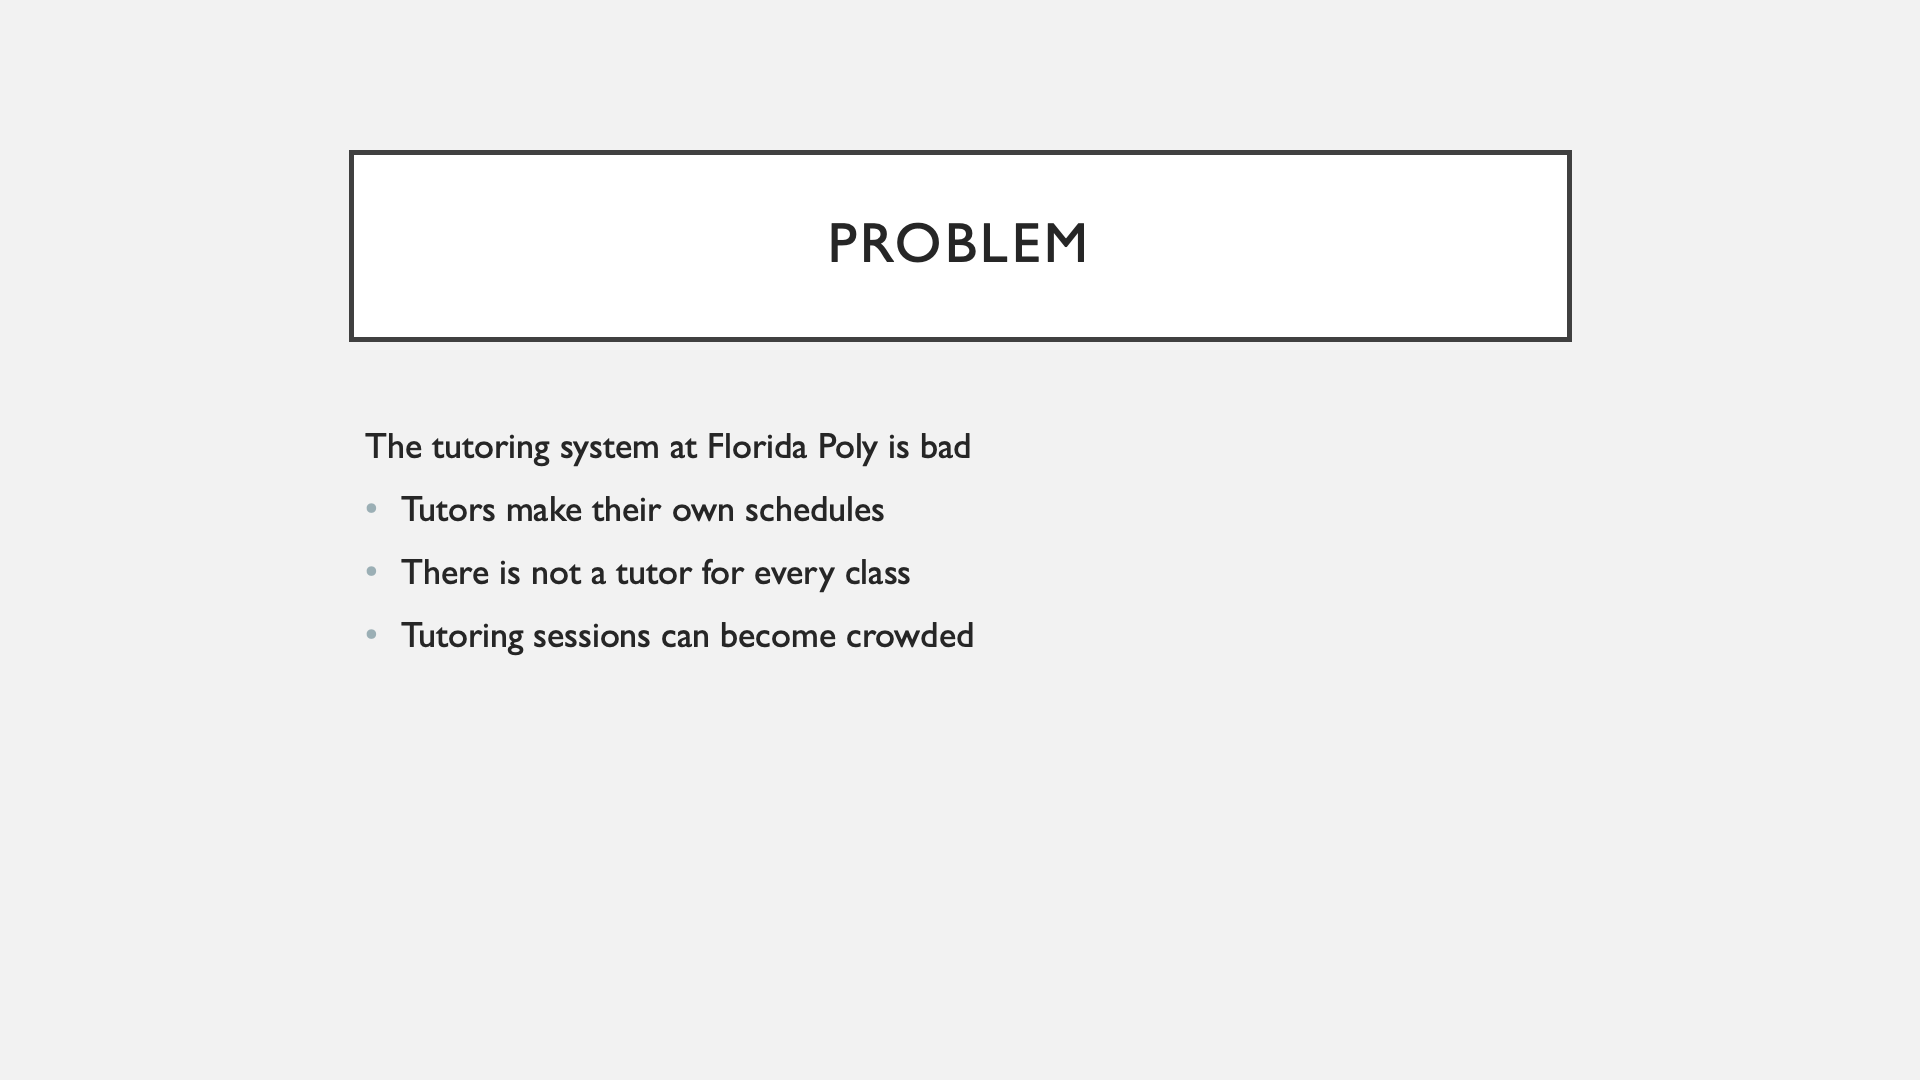 PROBLEM
The tutoring system at Florida Poly is bad
• Tutors make their own schedules
• There is not a tutor for every class
• Tutoring sessions can become crowded